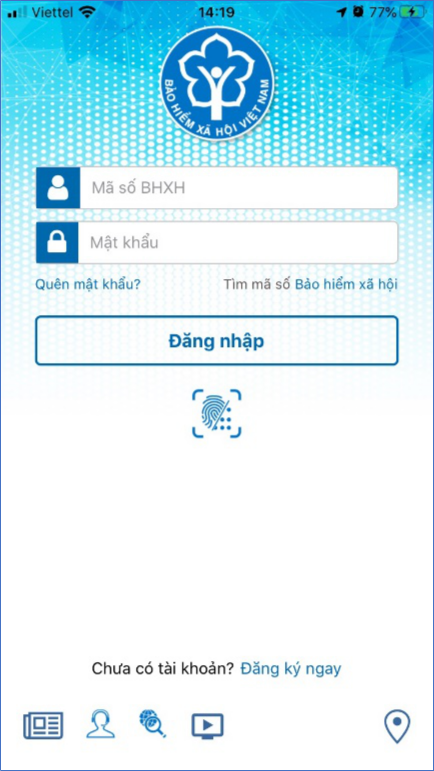 Viettel 14:19 77%
BẢO HIỂM XÃ HỘI VIỆT NAM
Mã số BHXH
Mật khẩu
Quên mật khẩu? Tìm mã số Bảo hiểm xã hội
Đăng nhập
Chưa có tài khoản? Đăng ký ngay